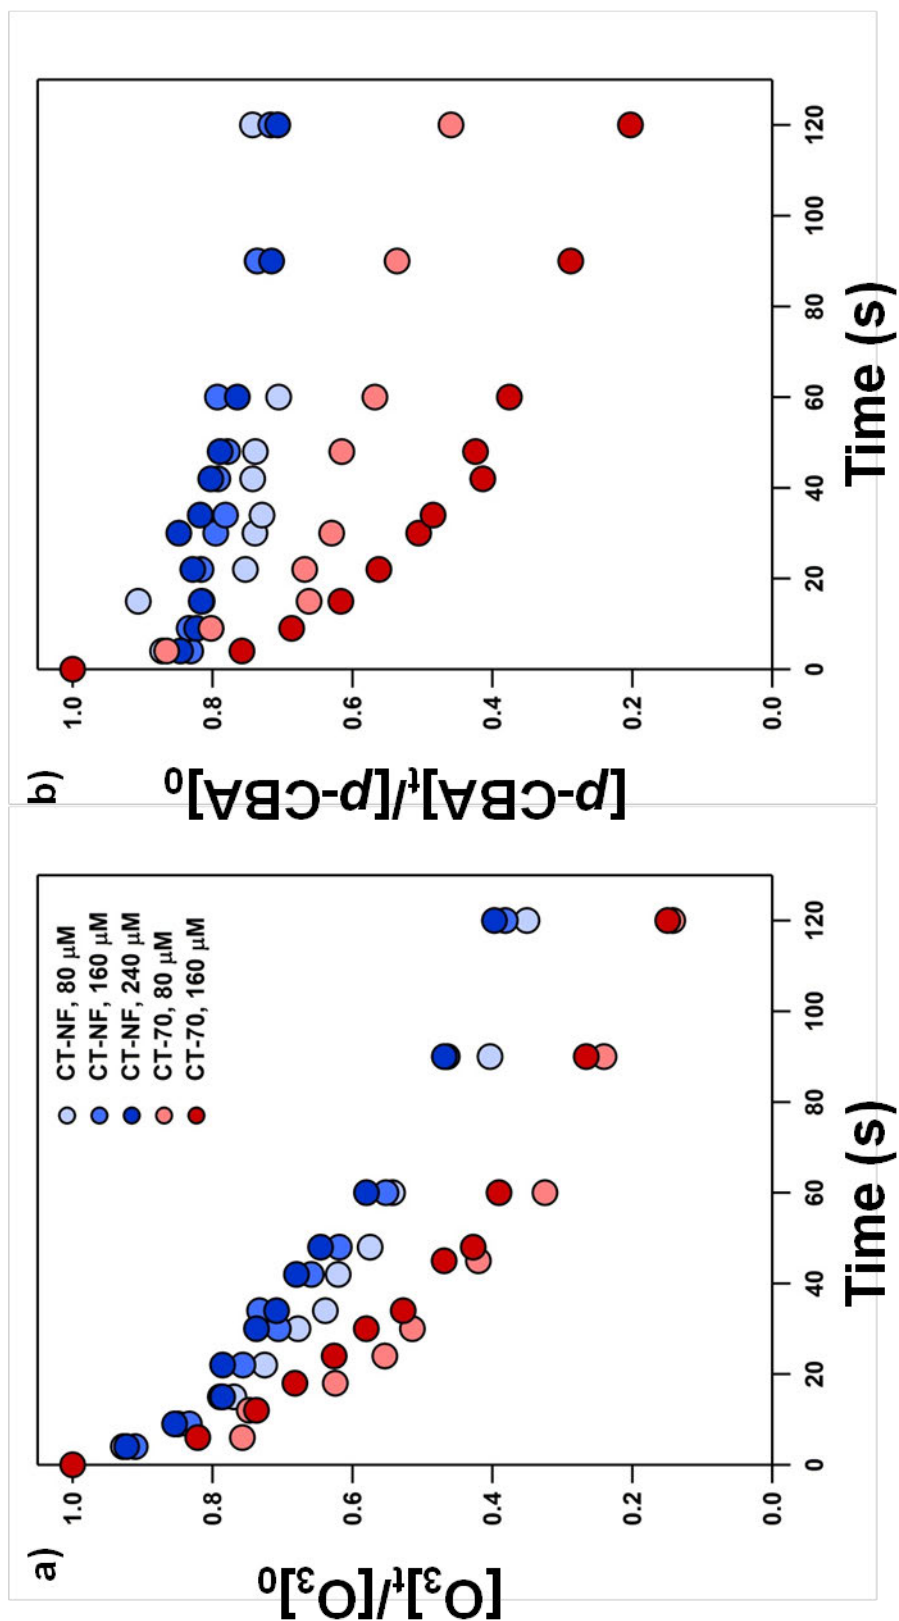 a)
[O3]t/[O3]0
1.0
0.8
0.6
0.4
0.2
0.0
0
20
40
60
80
100
120
Time (s)
CT-NF, 80 μM
CT-NF, 160 μM
CT-NF, 240 μM
CT-70, 80 μM
CT-70, 160 μM
b)
[p-CBA]t/[p-CBA]0
1.0
0.8
0.6
0.4
0.2
0.0
0
20
40
60
80
100
120
Time (s)